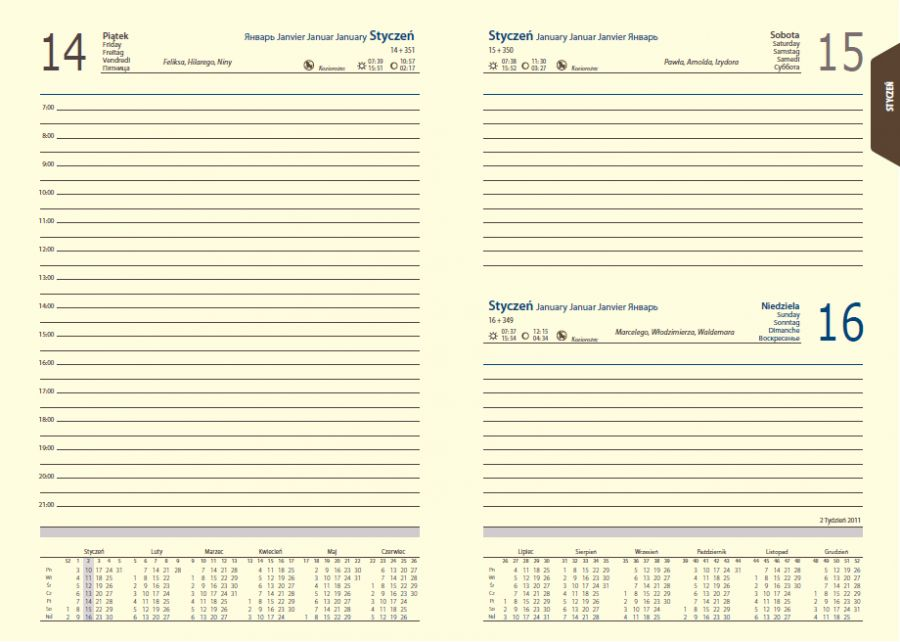 14
Piątek
Friday
Freitag
Vendredi
Пятница
Feliksa, Hilarego, Niny
Январь Janvier Januar January Styczeń
14 + 351
Koziorożec
07:39 10:57
15:51 02:17
7:00
8:00
9:00
10:00
11:00
12:00
13:00
14:00
15:00
16:00
17:00
18:00
19:00
20:00
21:00
Styczeń January Januar Janvier Январь
15 + 350
07:38 11:30
15:52 03:27
Koziorożec
Pawła, Arnolda, Izydora
Sobota
Saturday
Samstag
Samedi
Суббота
15
STYCZEŃ
Styczeń January Januar Janvier Январь
16 + 349
07:37 12:15
15:54 04:34
Koziorożec
Marcelego, Włodzimierza, Waldemara
Niedziela
Sunday
Sonntag
Dimanche
Воскресенье
16
2 Tydzień 2011
Styczeń Luty Marzec Kwiecień Maj Czerwiec
52 1 2 3 4 5 5 6 7 8 9 9 10 11 12 13 13 14 15 16 17 17 18 19 20 21 22 22 23 24 25 26
Pn 3 10 17 24 31 7 14 21 28 7 14 21 28 4 11 18 25 2 9 16 23 30 6 13 20 27
Wt 4 11 18 25 1 8 15 22 1 8 15 22 29 5 12 19 26 3 10 17 24 31 7 14 21 28
Śr 5 12 19 26 2 9 16 23 2 9 16 23 30 6 13 20 27 4 11 18 25 1 8 15 22 29
Cz 6 13 20 27 3 10 17 24 3 10 17 24 31 7 14 21 28 5 12 19 26 2 9 16 23 30
Pt 7 14 21 28 4 11 18 25 4 11 18 25 1 8 15 22 29 6 13 20 27 3 10 17 24
So 1 8 15 22 29 5 12 19 26 5 12 19 26 2 9 16 23 30 7 14 21 28 4 11 18 25
Nd 2 9 16 23 30 6 13 20 27 6 13 20 27 3 10 17 24 1 8 15 22 29 5 12 19 26
Lipiec Sierpień Wrzesień Październik Listopad Grudzień
26 27 28 29 30 31 32 33 34 35 35 36 37 38 39 39 40 41 42 43 44 44 45 46 47 48 48 49 50 51 52
4 11 18 25 1 8 15 22 29 5 12 19 26 3 10 17 24 31 7 14 21 28 5 12 19 26
5 12 19 26 2 9 16 23 30 6 13 20 27 4 11 18 25 1 8 15 22 29 6 13 20 27
6 13 20 27 3 10 17 24 31 7 14 21 28 5 12 19 26 2 9 16 23 30 7 14 21 28
7 14 21 28 4 11 18 25 1 8 15 22 29 6 13 20 27 3 10 17 24 1 8 15 22 29
1 8 15 22 29 5 12 19 26 2 9 16 23 30 7 14 21 28 4 11 18 25 2 9 16 23 30
2 9 16 23 30 6 13 20 27 3 10 17 24 1 8 15 22 29 5 12 19 26 3 10 17 24 31
3 10 17 24 31 7 14 21 28 4 11 18 25 2 9 16 23 30 6 13 20 27 4 11 18 25